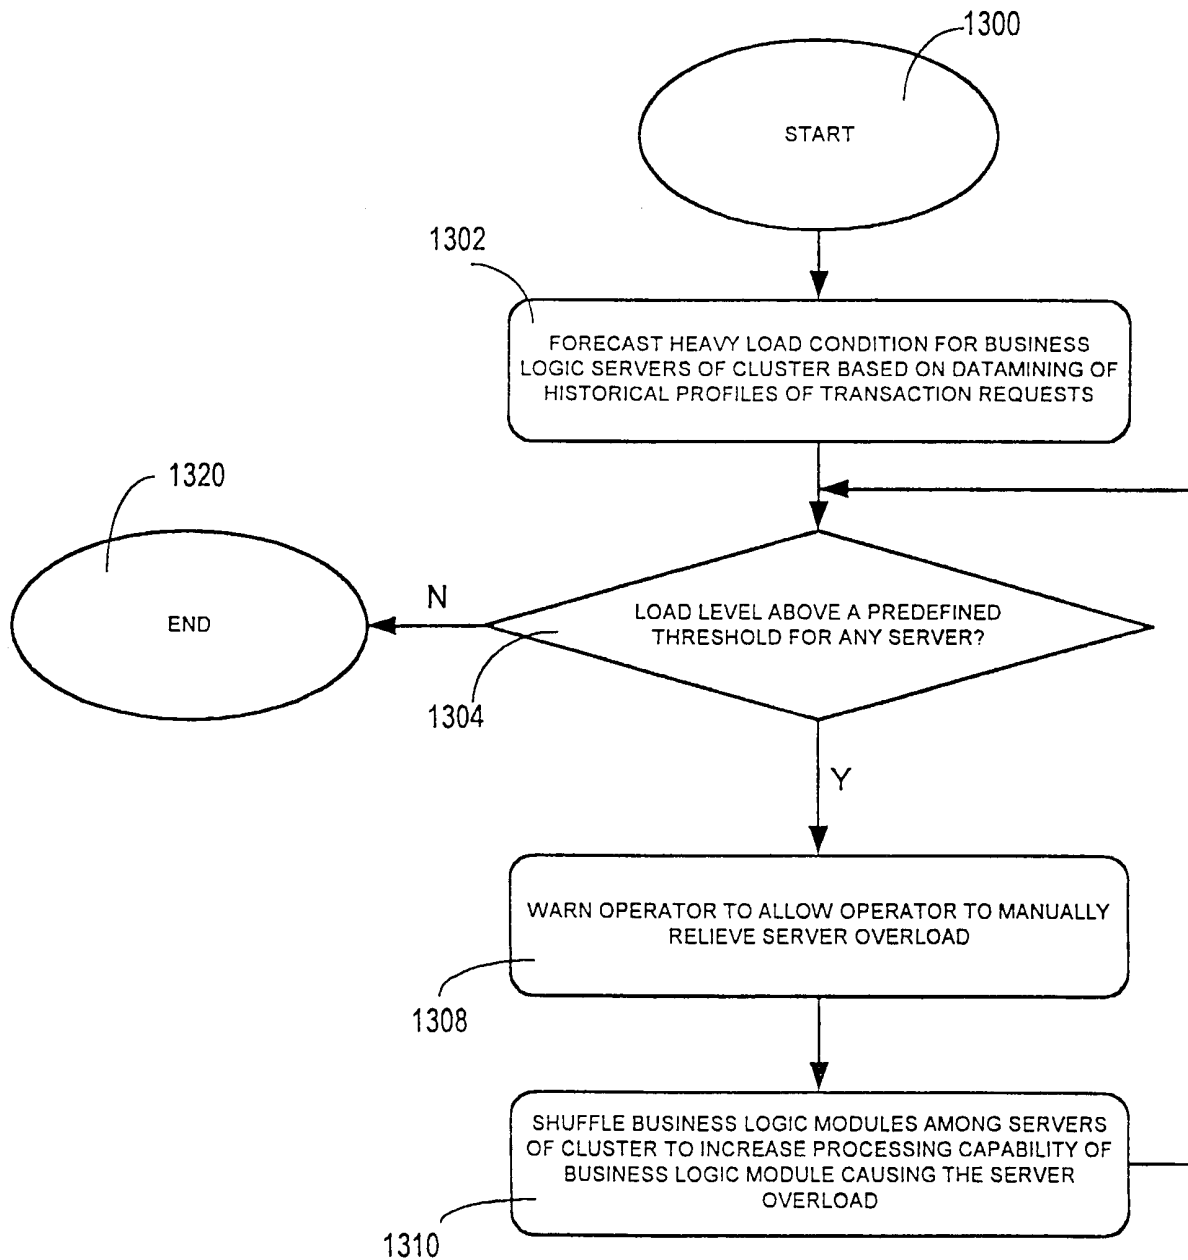 1300
START
1302
FORECAST HEAVY LOAD CONDITION FOR BUSINESS
LOGIC SERVERS OF CLUSTER BASED ON DATAMINING OF
HISTORICAL PROFILES OF TRANSACTION REQUESTS
1320
END
N
LOAD LEVEL ABOVE A PREDEFINED
THRESHOLD FOR ANY SERVER?
1304
Y
WARN OPERATOR TO ALLOW OPERATOR TO MANUALLY
RELIEVE SERVER OVERLOAD
1308
SHUFFLE BUSINESS LOGIC MODULES AMONG SERVERS
OF CLUSTER TO INCREASE PROCESSING CAPABILITY OF
BUSINESS LOGIC MODULE CAUSING THE SERVER
OVERLOAD
1310